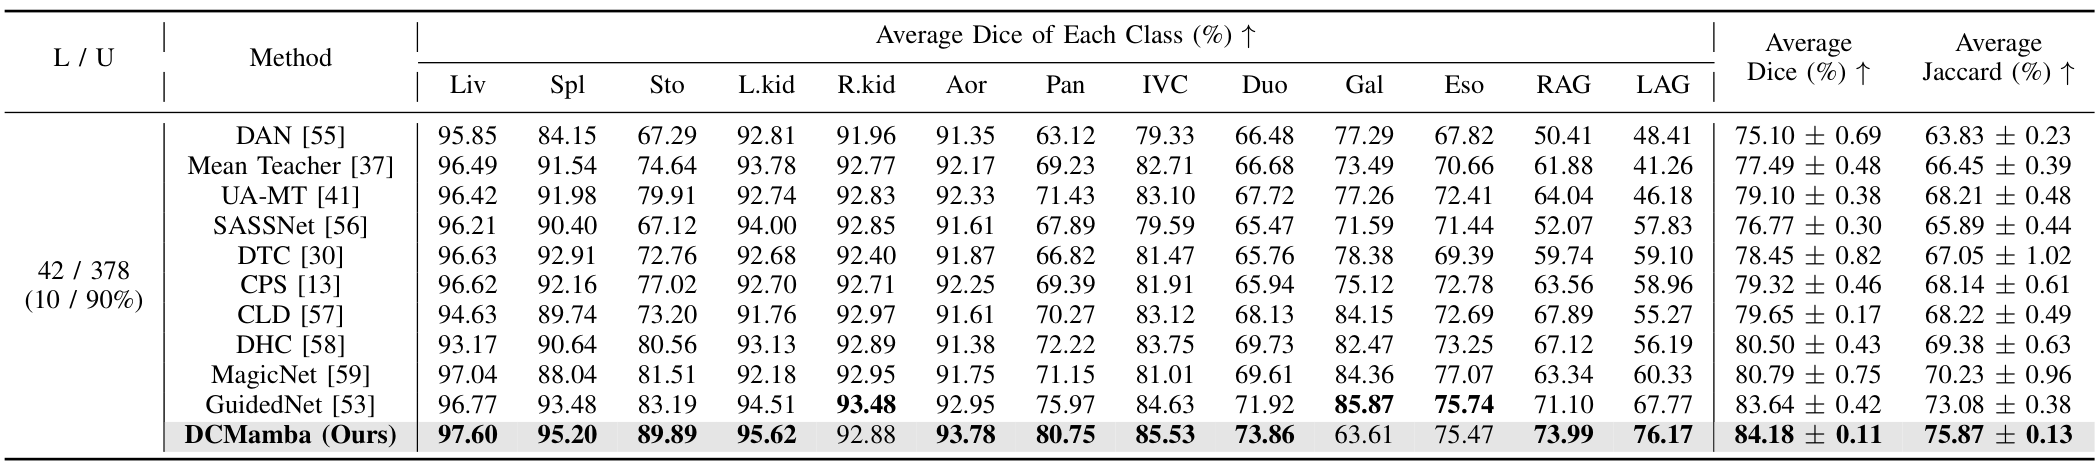 L / U Method Average Dice of Each Class (%) ↑ Average Dice (%) ↑ Average Jaccard (%) ↑
Liv Spl Sto L.kid R.kid Aor Pan IVC Duo Gal Eso RAG LAG
42 / 378 (10 / 90%)
DAN [55] 95.85 84.15 67.29 92.81 91.96 91.35 63.12 79.33 66.48 77.29 67.82 50.41 48.41 75.10 ± 0.69 63.83 ± 0.23
Mean Teacher [37] 96.49 91.54 74.64 93.78 92.77 92.17 69.23 82.71 66.68 73.49 70.66 61.88 41.26 77.49 ± 0.48 66.45 ± 0.39
UA-MT [41] 96.42 91.98 79.91 92.74 92.83 92.33 71.43 83.10 67.72 77.26 72.41 64.04 46.18 79.10 ± 0.38 68.21 ± 0.48
SASSNet [56] 96.21 90.40 67.12 94.00 92.85 91.61 67.89 79.59 65.47 71.59 71.44 52.07 57.83 76.77 ± 0.30 65.89 ± 0.44
DTC [30] 96.63 92.91 72.76 92.68 92.40 91.87 66.82 81.47 65.76 78.38 69.39 59.74 59.10 78.45 ± 0.82 67.05 ± 1.02
CPS [13] 96.62 92.16 77.02 92.70 92.71 92.25 69.39 81.91 65.94 75.12 72.78 63.56 58.96 79.32 ± 0.46 68.14 ± 0.61
CLD [57] 94.63 89.74 73.20 91.76 92.97 91.61 70.27 83.12 68.13 84.15 72.69 67.89 55.27 79.65 ± 0.17 68.22 ± 0.49
DHC [58] 93.17 90.64 80.56 93.13 92.89 91.38 72.22 83.75 69.73 82.47 73.25 67.12 56.19 80.50 ± 0.43 69.38 ± 0.63
MagicNet [59] 97.04 88.04 81.51 92.18 92.95 91.75 71.15 81.01 69.61 84.36 77.07 63.34 60.33 80.79 ± 0.75 70.23 ± 0.96
GuidedNet [53] 96.77 93.48 83.19 94.51 93.48 92.95 75.97 84.63 71.92 85.87 75.74 71.10 67.77 83.64 ± 0.42 73.08 ± 0.38
DCMamba (Ours) 97.60 95.20 89.89 95.62 92.88 93.78 80.75 85.53 73.86 63.61 75.47 73.99 76.17 84.18 ± 0.11 75.87 ± 0.13